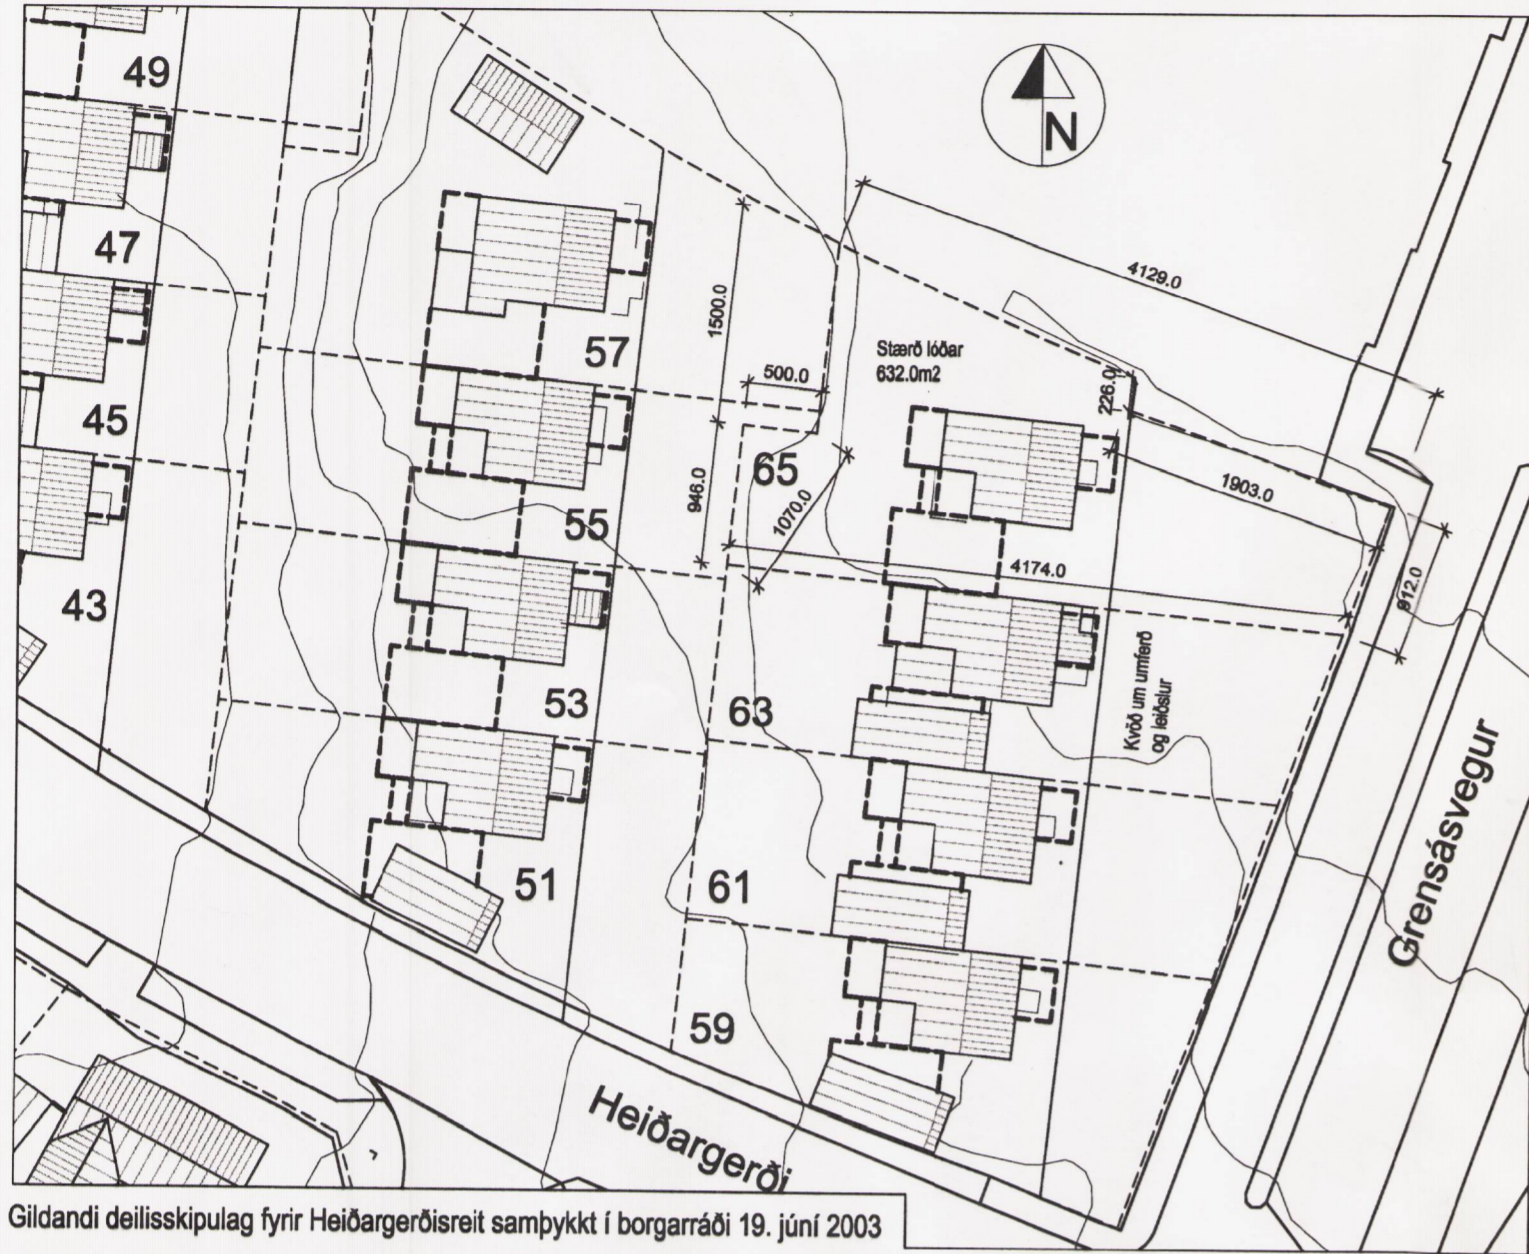 49
N
47
4129.0
1500.0
57
Stærð lóðar
632.0m2
500.0
226.0
45
65
946.0
1070.0
1903.0
55
4174.0
912.0
43
53
63
Kvöð um umferð
og leiðslur
Grensásvegur
51
61
59
Heiðargerði
Gildandi deilisskipulag fyrir Heiðargerðisreit samþykkt í borgarráði 19. júní 2003